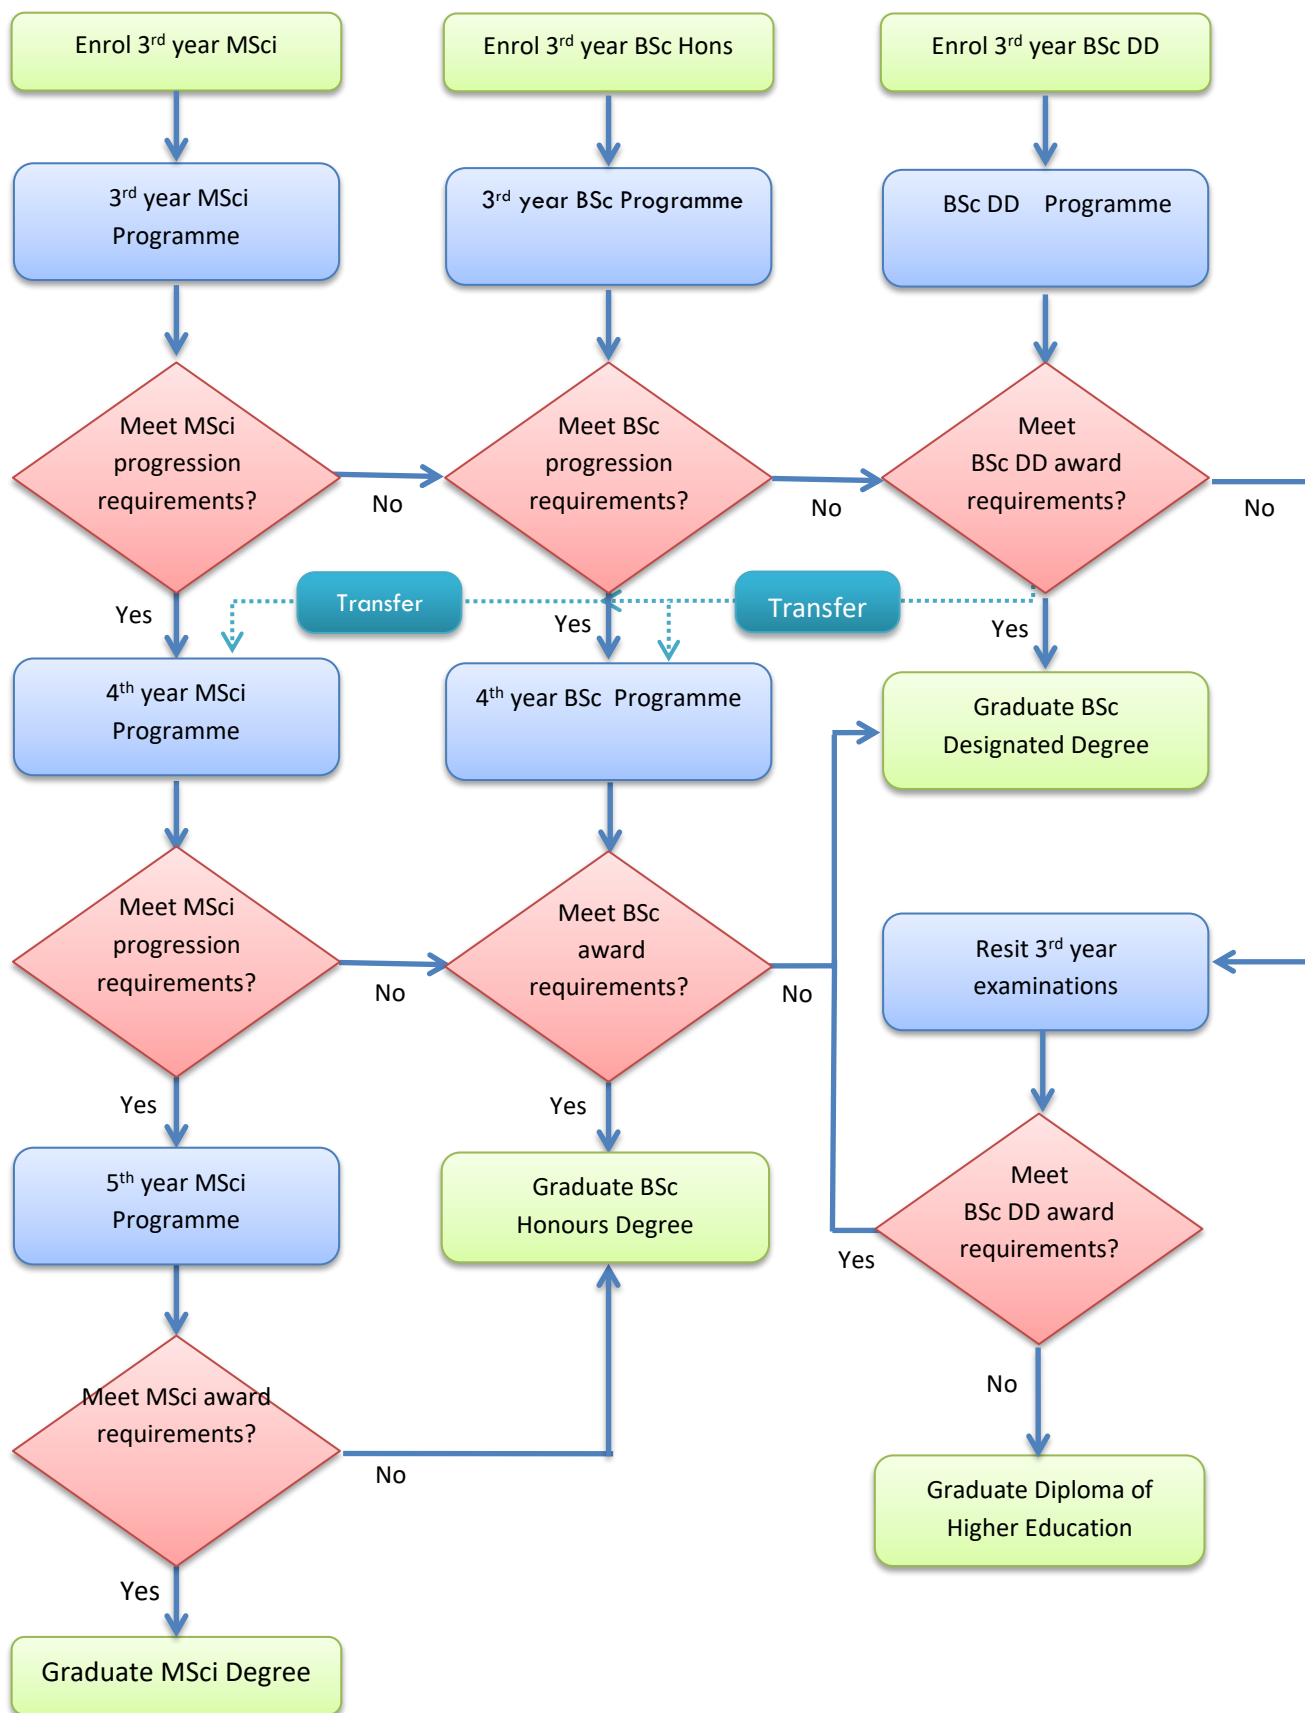 Enrol 3rd year MSci
Enrol 3rd year BSc Hons
Enrol 3rd year BSc DD
3rd year MSci
Programme
3rd year BSc Programme
BSc DD Programme
Meet MSci
progression
requirements?
No
Meet BSc
progression
requirements?
No
Meet
BSc DD award
requirements?
No
Yes
Transfer
Yes
Transfer
Yes
4th year MSci
Programme
4th year BSc Programme
Graduate BSc
Designated Degree
Meet MSci
progression
requirements?
No
Meet BSc
award
requirements?
No
Resit 3rd year
examinations
Yes
Yes
5th year MSci
Programme
Graduate BSc
Honours Degree
Meet
BSc DD award
requirements?
Yes
No
Meet MSci award
requirements?
No
Graduate Diploma of
Higher Education
Yes
Graduate MSci Degree